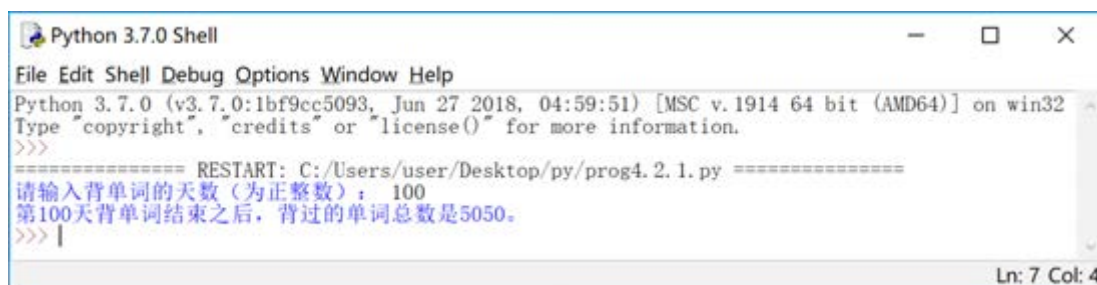 Python 3.7.0 Shell
File Edit Shell Debug Options Window Help
Python 3.7.0 (v3.7.0:1bf9cc5093, Jun 27 2018, 04:59:51) [MSC v.1914 64 bit (AMD64)] on win32
Type "copyright", "credits" or "license()" for more information.
>>>
=============== RESTART: C:/Users/user/Desktop/py/prog4.2.1.py ===============
请输入背单词的天数（为正整数）： 100
第100天背单词结束之后，背过的单词总数是5050。
>>>
Ln: 7 Col: 4